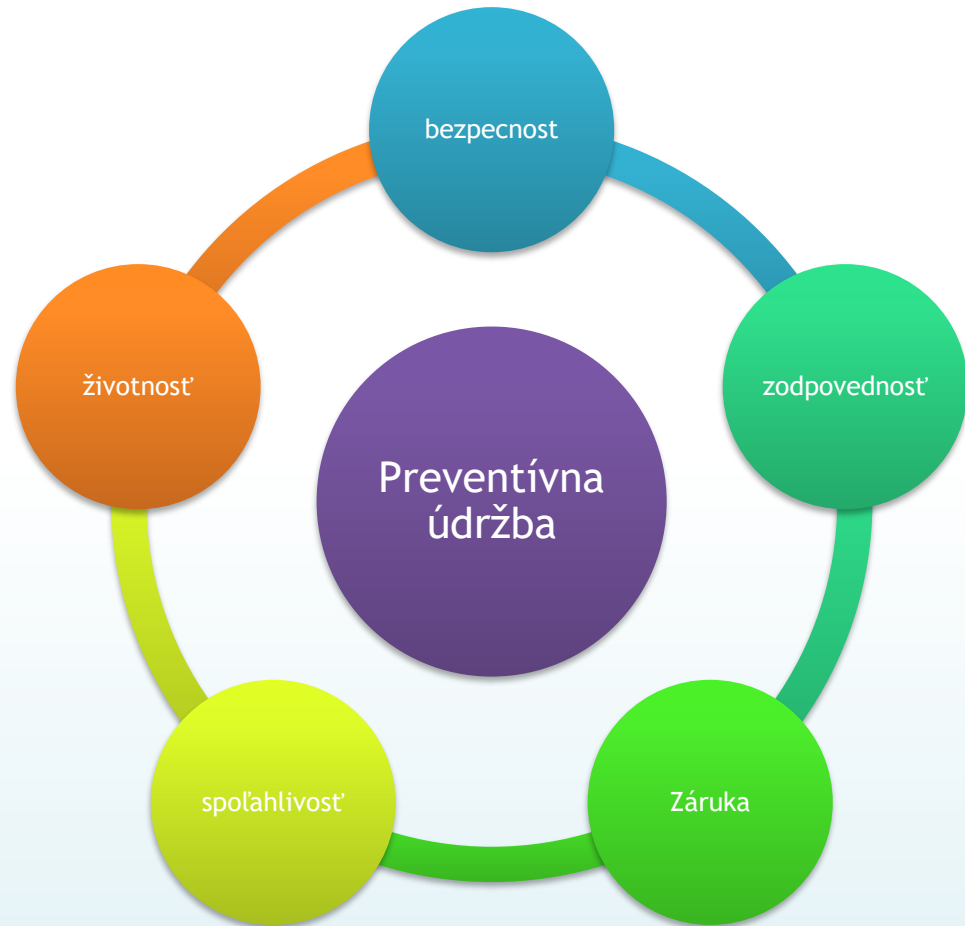 bezpecnost
životnosť
zodpovednosť
Preventívna
údržba
spoľahlivosť
Záruka